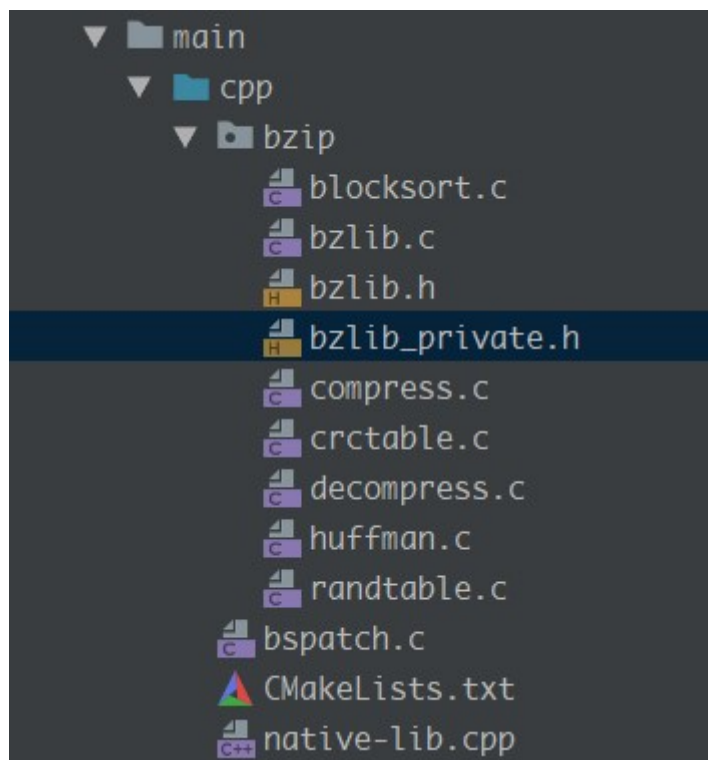 main
cpp
bzip
C blocksort.c
C bzlib.c
H bzlib.h
H bzlib_private.h
C compress.c
C crctable.c
C decompress.c
C huffman.c
C randtable.c
C bspatch.c
CMakeLists.txt
C++ native-lib.cpp